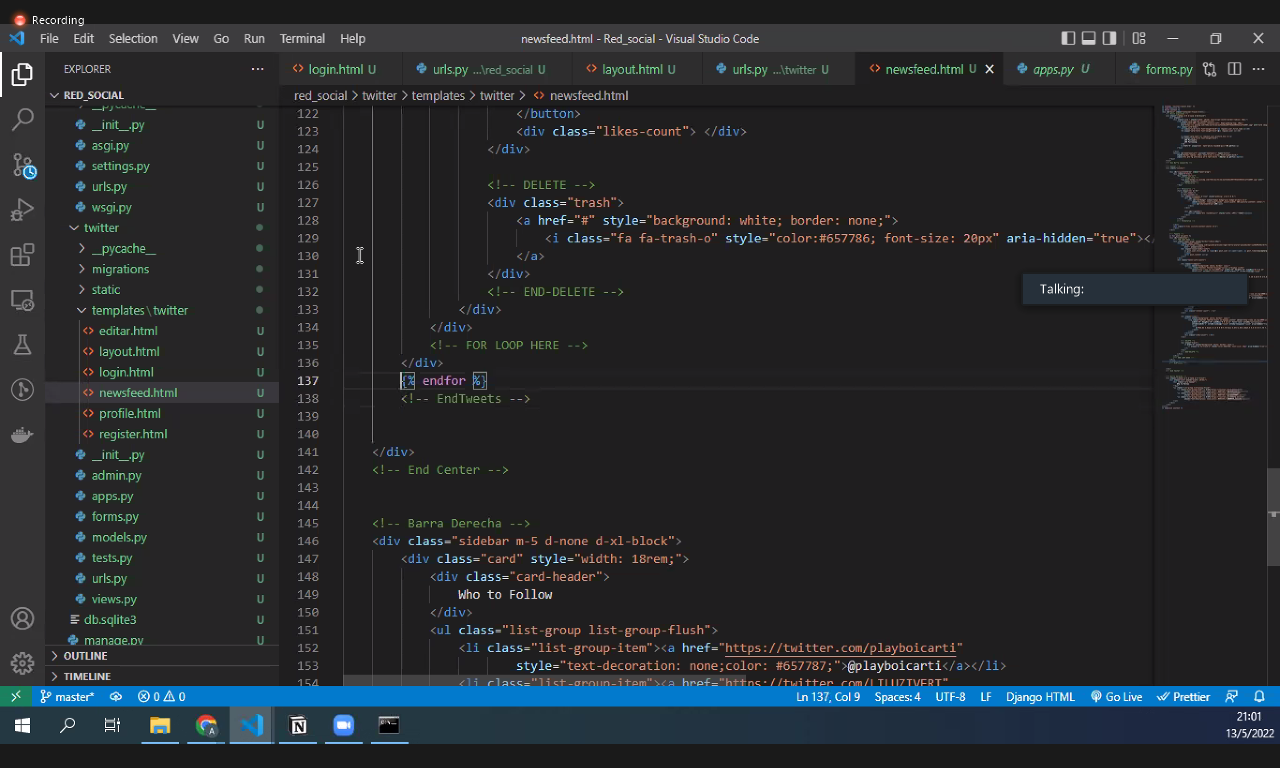 Recording
File Edit Selection View Go Run Terminal Help
newsfeed.html - Red_social - Visual Studio Code
EXPLORER
login.html U
urls.py ...\red_social U
layout.html U
urls.py ...\twitter U
newsfeed.html U
apps.py U
forms.py
RED_SOCIAL
red_social > twitter > templates > twitter > newsfeed.html
__pycache__
__init__.py U
asgi.py U
settings.py U
urls.py U
wsgi.py U
twitter
__pycache__
migrations
static
templates\twitter
editar.html U
layout.html U
login.html U
newsfeed.html U
profile.html U
register.html U
__init__.py U
admin.py U
apps.py U
forms.py U
models.py U
tests.py U
urls.py U
views.py U
db.sqlite3 U
manage.py U
OUTLINE
TIMELINE
122 </button>
123 <div class="likes-count"> </div>
124 </div>
125
126 <!-- DELETE -->
127 <div class="trash">
128 <a href="#" style="background: white; border: none;">
129 <i class="fa fa-trash-o" style="color:#657786; font-size: 20px" aria-hidden="true"></
130 </a>
131 </div>
132 <!-- END-DELETE -->
133 </div>
134 </div>
135 <!-- FOR LOOP HERE -->
136 </div>
137 {% endfor %}
138 <!-- EndTweets -->
139
140
141 </div>
142 <!-- End Center -->
143
144
145 <!-- Barra Derecha -->
146 <div class="sidebar m-5 d-none d-xl-block">
147 <div class="card" style="width: 18rem;">
148 <div class="card-header">
149 Who to Follow
150 </div>
151 <ul class="list-group list-group-flush">
152 <li class="list-group-item"><a href="https://twitter.com/playboicarti"
153 style="text-decoration: none;color: #657787;">@playboicarti</a></li>
154 <li class="list-group-item"><a href="https://twitter.com/LILUZIVERT"
Talking:
master*
0 0
Ln 137, Col 9
Spaces: 4
UTF-8
LF
Django HTML
Go Live
Prettier
21:01
13/5/2022